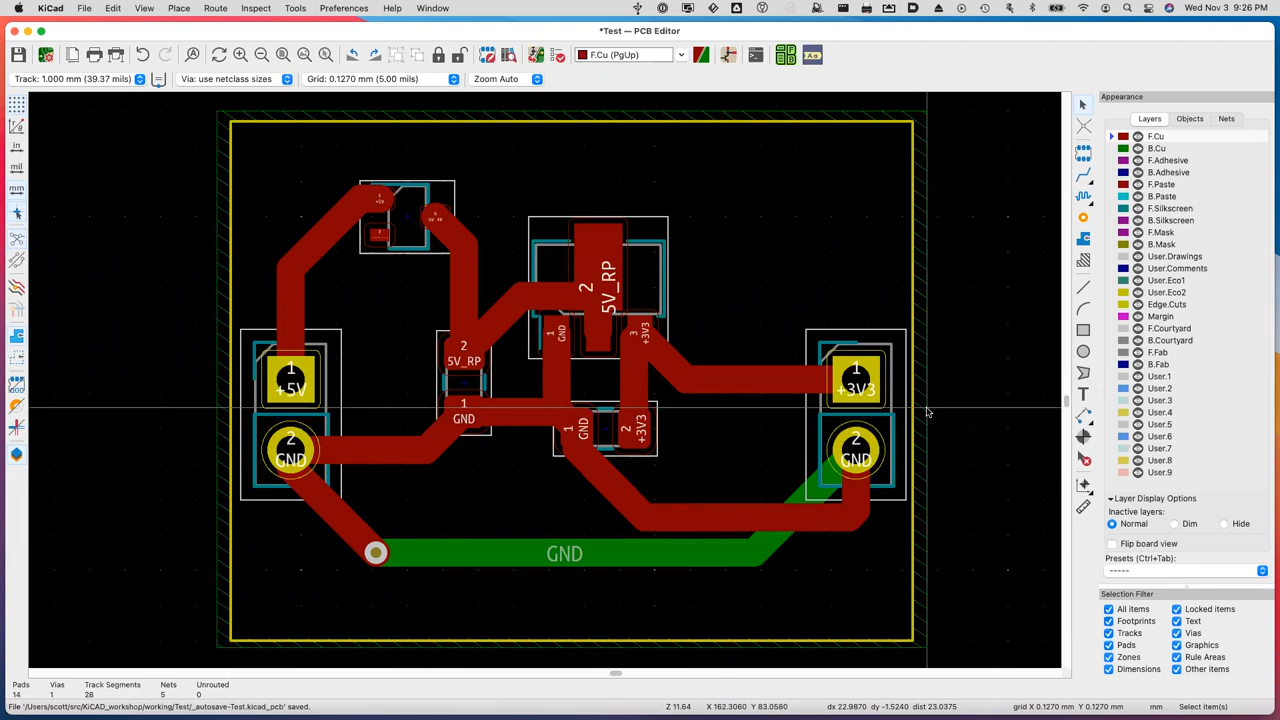 KiCad File Edit View Place Route Inspect Tools Preferences Help Window Wed Nov 3 9:26 PM
*Test — PCB Editor
F.Cu (PgUp)
Track: 1.000 mm (39.37 mils) Via: use netclass sizes Grid: 0.1270 mm (5.00 mils) Zoom Auto
in
mil
mm
1
+5V
2
GND
1
+5V
2
5V_RP
1
GND
2
5V_RP
1
GND
3
+3V3
1
GND
2
+3V3
1
+3V3
2
GND
GND
Appearance
Layers Objects Nets
F.Cu
B.Cu
F.Adhesive
B.Adhesive
F.Paste
B.Paste
F.Silkscreen
B.Silkscreen
F.Mask
B.Mask
User.Drawings
User.Comments
User.Eco1
User.Eco2
Edge.Cuts
Margin
F.Courtyard
B.Courtyard
F.Fab
B.Fab
User.1
User.2
User.3
User.4
User.5
User.6
User.7
User.8
User.9
Layer Display Options
Inactive layers:
Normal Dim Hide
Flip board view
Presets (Ctrl+Tab):
-----
Selection Filter
All items Locked items
Footprints Text
Tracks Vias
Pads Graphics
Zones Rule Areas
Dimensions Other items
Pads Vias Track Segments Nets Unrouted
14 1 28 5 0
File '/Users/scott/src/KiCAD_workshop/working/Test/_autosave-Test.kicad_pcb' saved. Z 11.64 X 162.3060 Y 83.0580 dx 22.9870 dy -1.5240 dist 23.0375 grid X 0.1270 Y 0.1270 mm Select item(s)